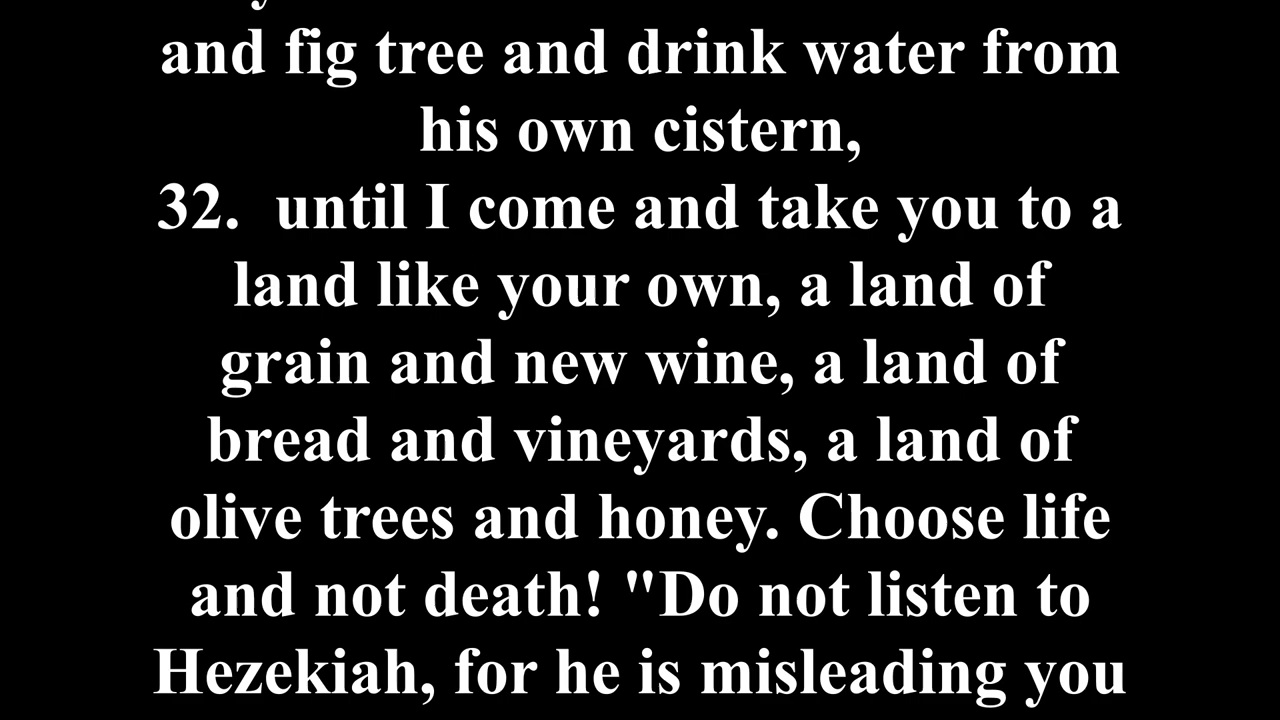 and fig tree and drink water from
his own cistern,
32.  until I come and take you to a
land like your own, a land of
grain and new wine, a land of
bread and vineyards, a land of
olive trees and honey. Choose life
and not death! "Do not listen to
Hezekiah, for he is misleading you